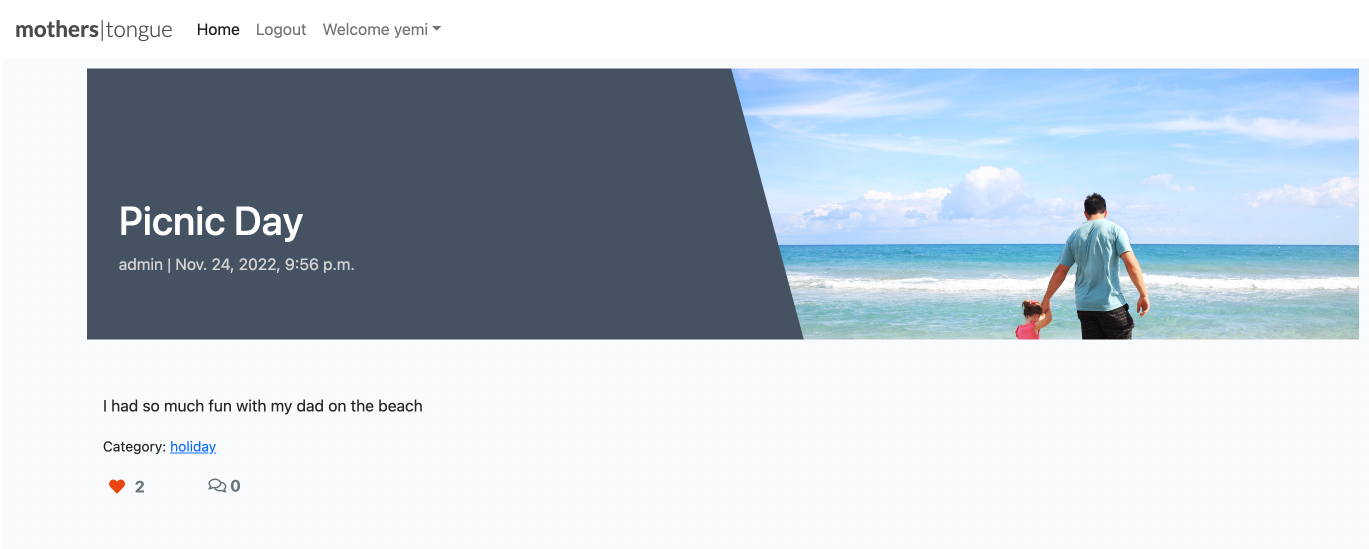 mothers|tongue Home Logout Welcome yemi
Picnic Day
admin | Nov. 24, 2022, 9:56 p.m.
I had so much fun with my dad on the beach
Category: holiday
2 0